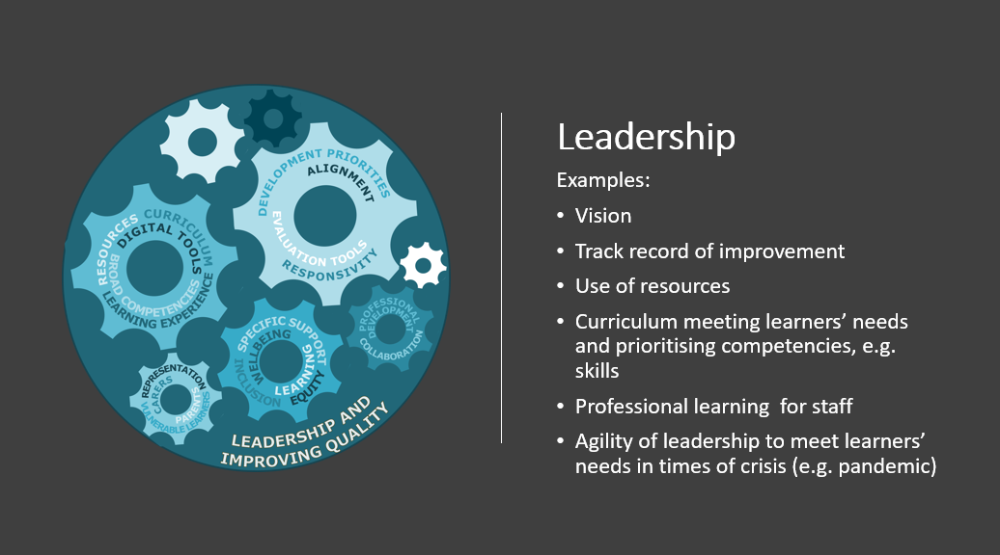 DEVELOPMENT PRIORITIES
ALIGNMENT
EVALUATION TOOLS
RESPONSIVITY
RESOURCES
CURRICULUM
DIGITAL TOOLS
BROAD COMPETENCIES
LEARNING EXPERIENCE
PROFESSIONAL
DEVELOPMENT
COLLABORATION
SPECIFIC SUPPORT
WELLBEING
LEARNING
INCLUSION
EQUITY
REPRESENTATION
CARERS
PARENTS
VULNERABLE LEARNERS
LEADERSHIP AND
IMPROVING QUALITY
Leadership
Examples:
• Vision
• Track record of improvement
• Use of resources
• Curriculum meeting learners’ needs
and prioritising competencies, e.g.
skills
• Professional learning  for staff
• Agility of leadership to meet learners’
needs in times of crisis (e.g. pandemic)